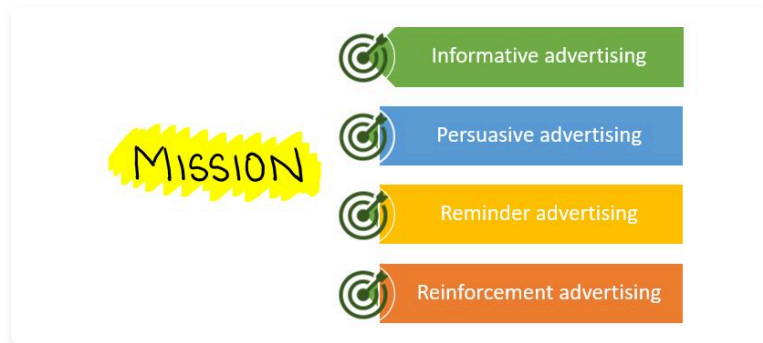 MISSION
Informative advertising
Persuasive advertising
Reminder advertising
Reinforcement advertising